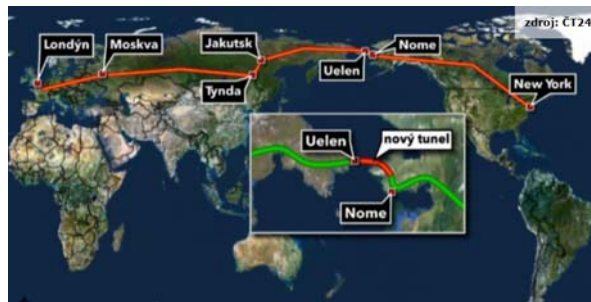 zdroj: ČT24
Londýn
Moskva
Jakutsk
Tynda
Uelen
Nome
New York
Uelen
nový tunel
Nome